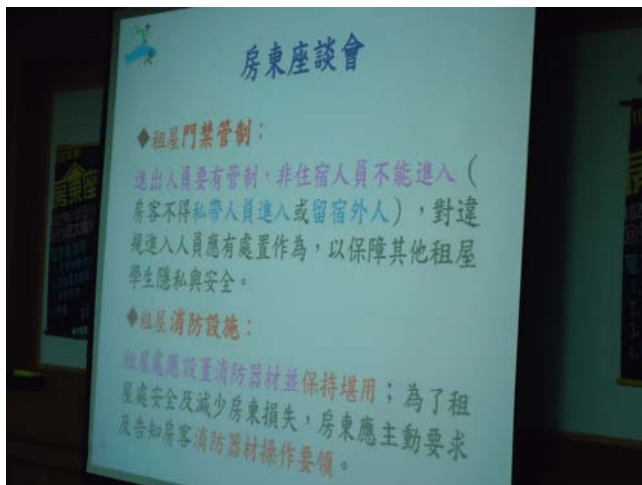 房東座談會
◆租屋門禁管制：
進出人員要有管制，非住宿人員不能進入（
房客不得私帶人員進入或留宿外人），對違
規進入人員應有處置作為，以保障其他租屋
學生隱私與安全。
◆租屋消防設施：
租屋處應設置消防器材並保持堪用；為了租
屋處安全及減少房東損失，房東應主動要求
及告知房客消防器材操作要領。
房東座